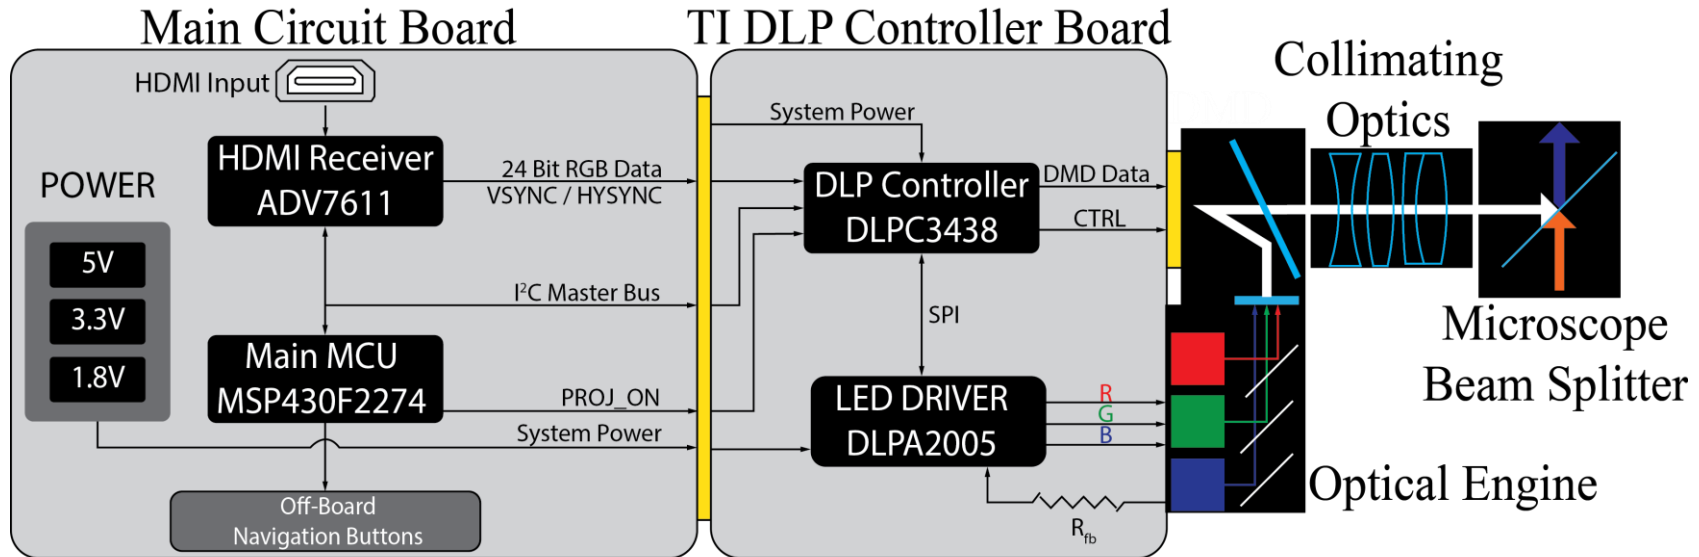 Main Circuit Board
HDMI Input
HDMI Receiver
ADV7611
POWER
5V
3.3V
1.8V
24 Bit RGB Data
VSYNC / HYSYNC
I²C Master Bus
Main MCU
MSP430F2274
PROJ_ON
System Power
Off-Board
Navigation Buttons
TI DLP Controller Board
System Power
DLP Controller
DLPC3438
DMD Data
CTRL
SPI
LED DRIVER
DLPA2005
R
G
B
Rfb
Collimating
Optics
Microscope
Beam Splitter
Optical Engine